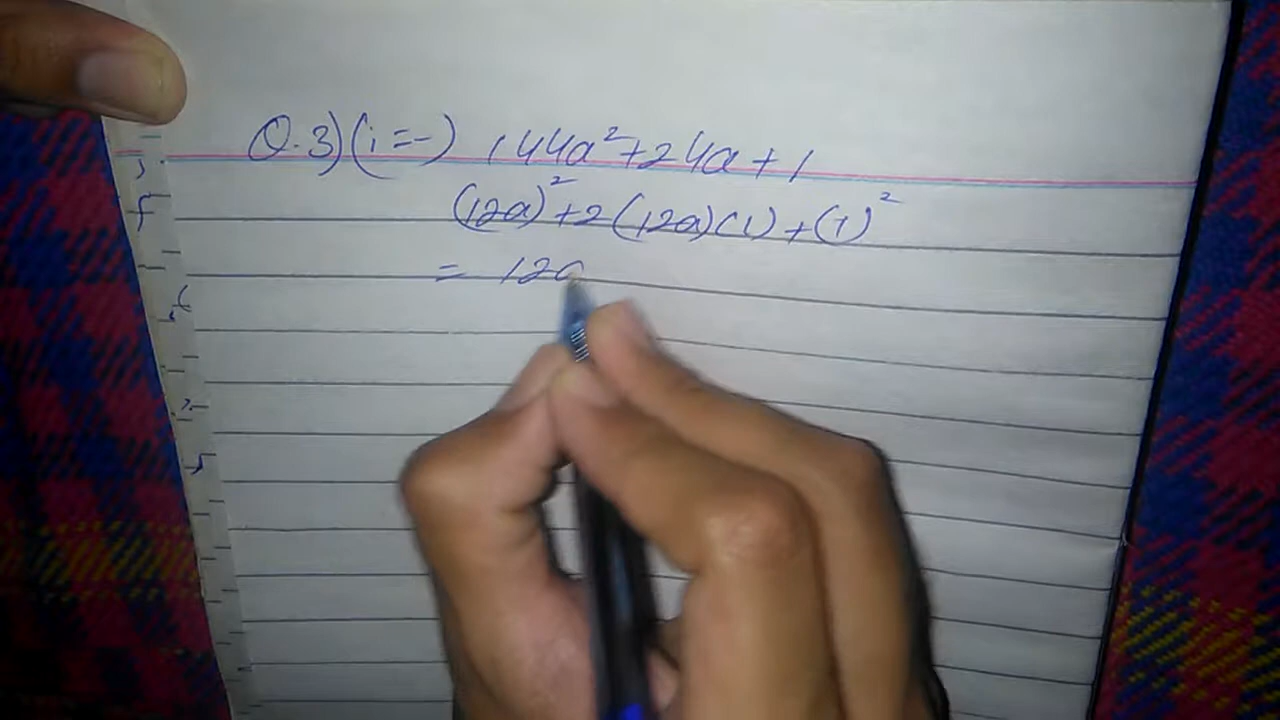 Q.3)(i=-) 144a²+24a+1
(12a)²+2(12a)(1)+(1)²
= 12a